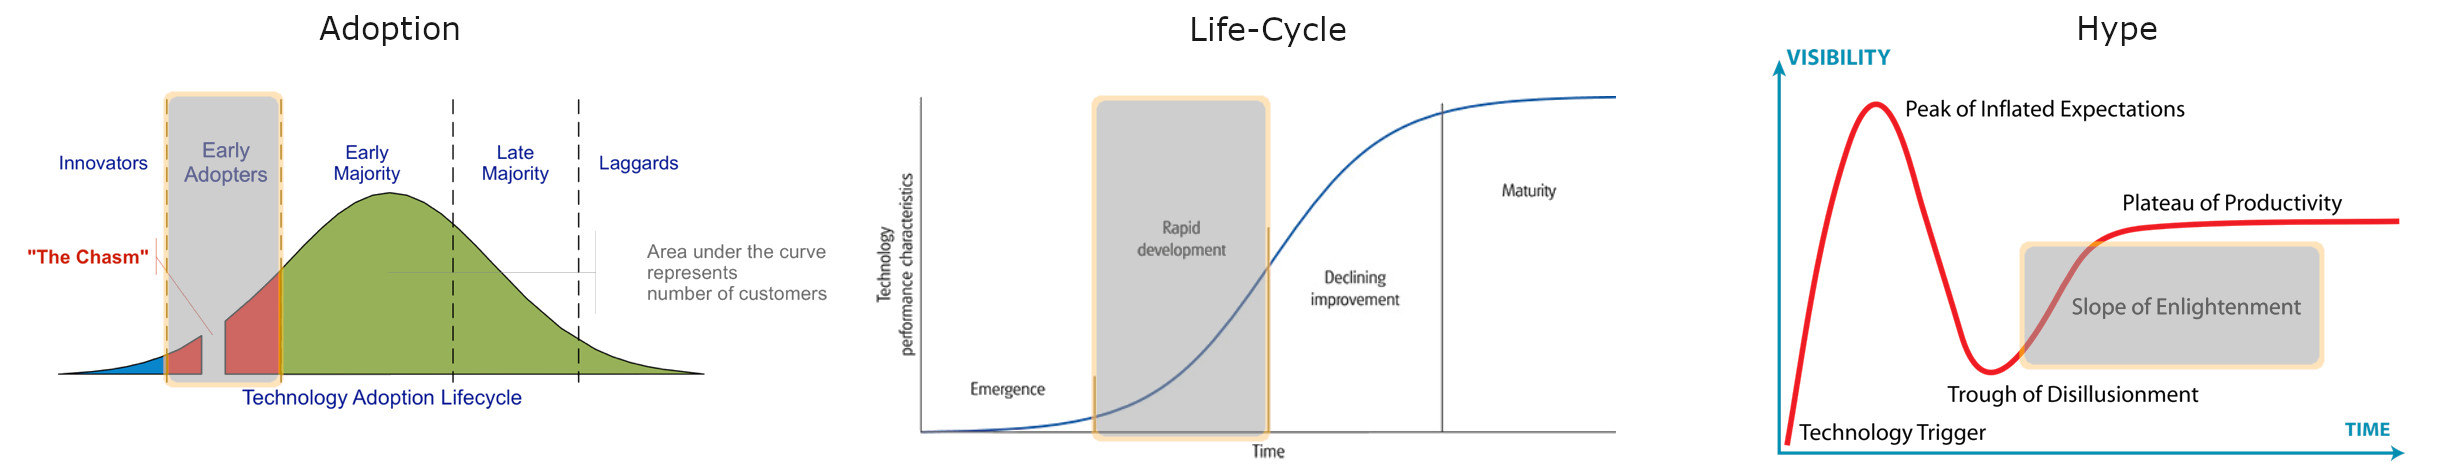 Adoption
Innovators
Early
Adopters
Early
Majority
Late
Majority
Laggards
"The Chasm"
Area under the curve
represents
number of customers
Technology Adoption Lifecycle
Life-Cycle
Technology
performance characteristics
Emergence
Rapid
development
Declining
improvement
Maturity
Time
Hype
VISIBILITY
Peak of Inflated Expectations
Plateau of Productivity
Slope of Enlightenment
Trough of Disillusionment
Technology Trigger
TIME